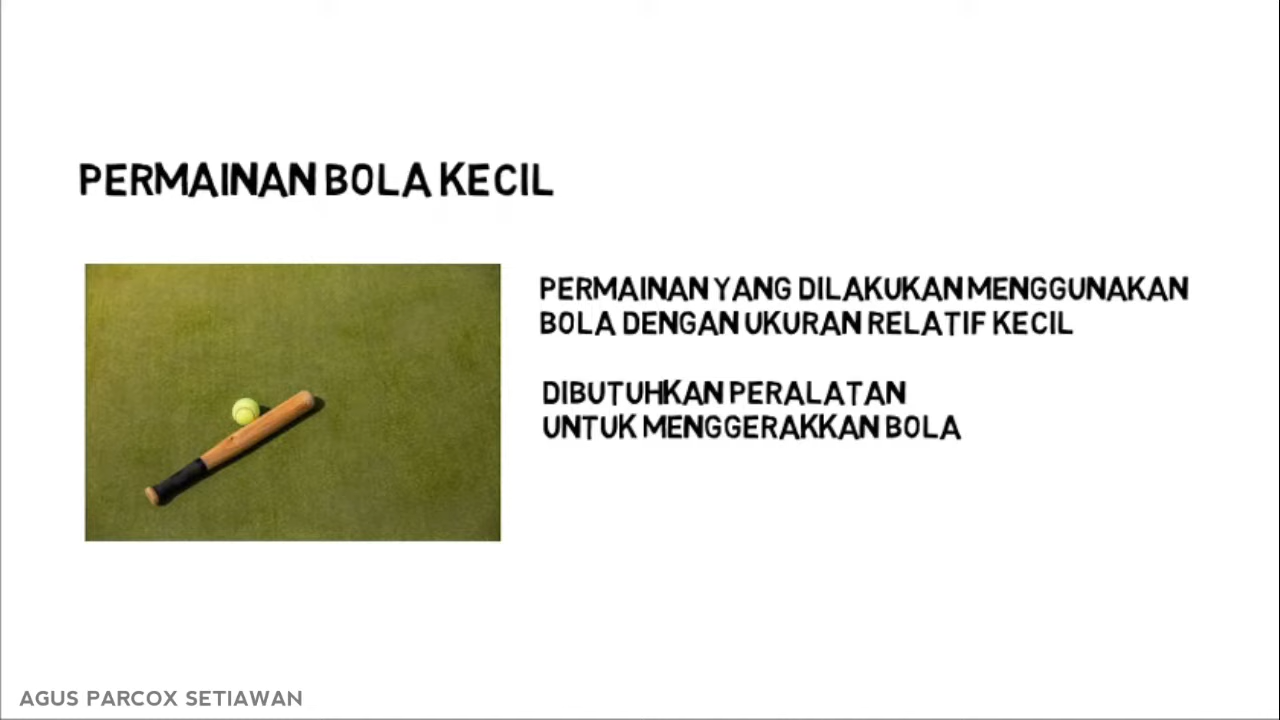 PERMAINAN BOLA KECIL
PERMAINAN YANG DILAKUKAN MENGGUNAKAN
BOLA DENGAN UKURAN RELATIF KECIL
DIBUTUHKAN PERALATAN
UNTUK MENGGERAKKAN BOLA
AGUS PARCOX SETIAWAN